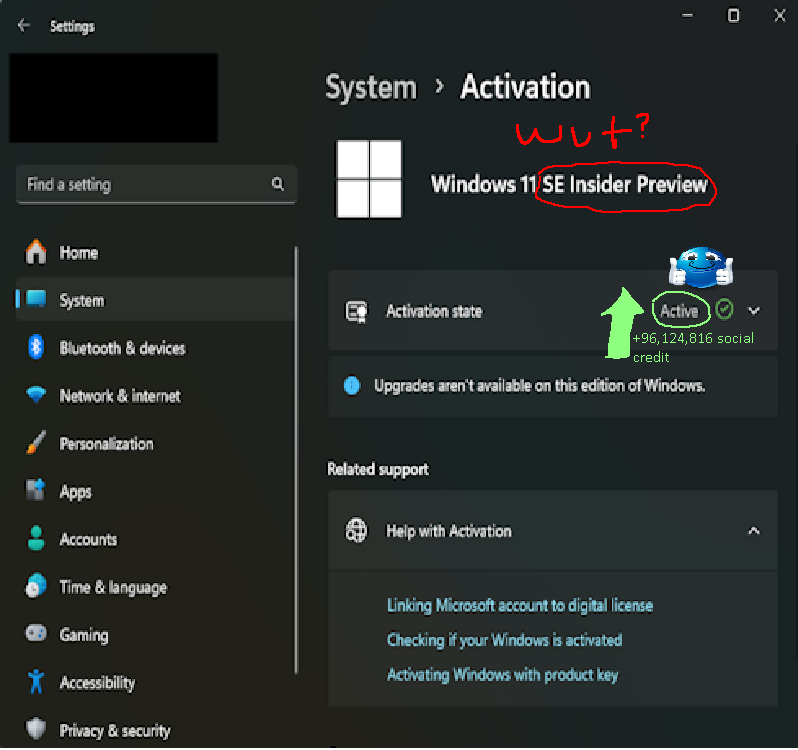 Settings
System > Activation
wut?
Windows 11 SE Insider Preview
Find a setting
Home
System
Bluetooth & devices
Network & internet
Personalization
Apps
Accounts
Time & language
Gaming
Accessibility
Privacy & security
Activation state
Active
+96,124,816 social
credit
Upgrades aren't available on this edition of Windows.
Related support
Help with Activation
Linking Microsoft account to digital license
Checking if your Windows is activated
Activating Windows with product key